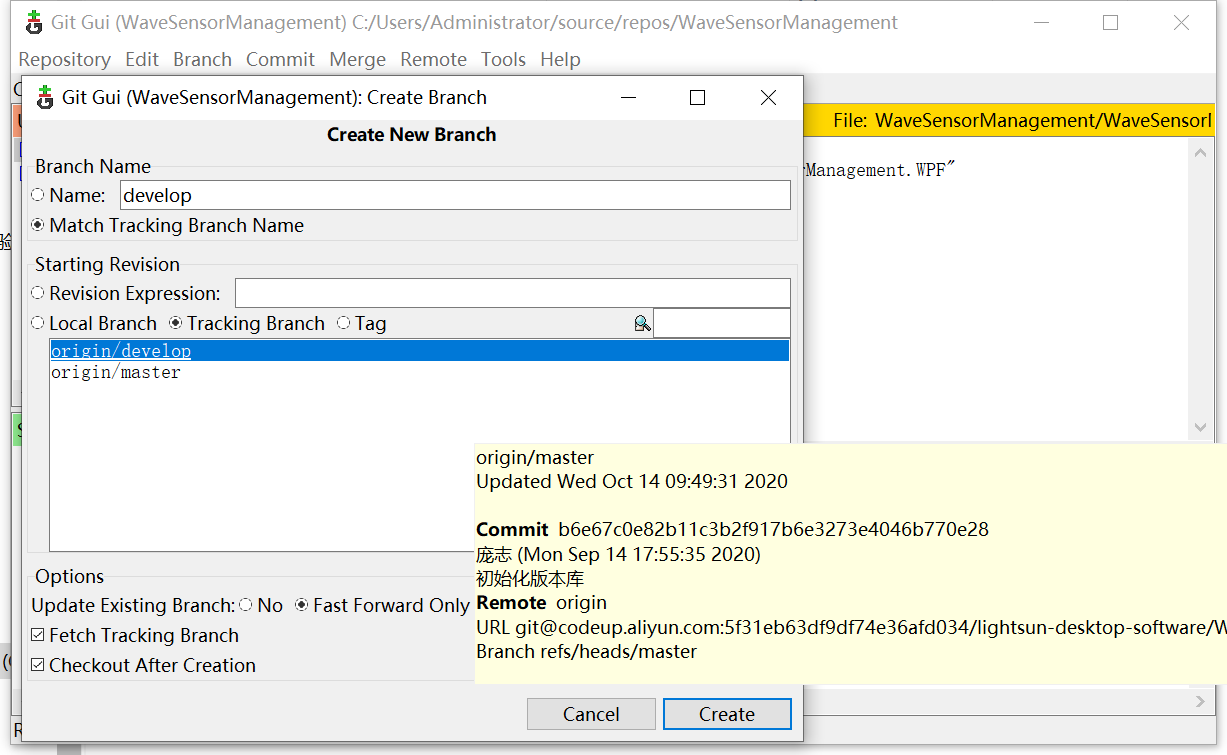 Git Gui (WaveSensorManagement) C:/Users/Administrator/source/repos/WaveSensorManagement
Repository Edit Branch Commit Merge Remote Tools Help
Git Gui (WaveSensorManagement): Create Branch
File: WaveSensorManagement/WaveSensorI
Create New Branch
Branch Name
rManagement.WPF"
Name: develop
Match Tracking Branch Name
验
Starting Revision
Revision Expression:
Local Branch Tracking Branch Tag
origin/develop
origin/master
origin/master
Updated Wed Oct 14 09:49:31 2020
Commit b6e67c0e82b11c3b2f917b6e3273e4046b770e28
庞志 (Mon Sep 14 17:55:35 2020)
初始化版本库
Remote origin
URL git@codeup.aliyun.com:5f31eb63df9df74e36afd034/lightsun-desktop-software/W
Branch refs/heads/master
Options
Update Existing Branch: No Fast Forward Only
Fetch Tracking Branch
Checkout After Creation
Cancel Create